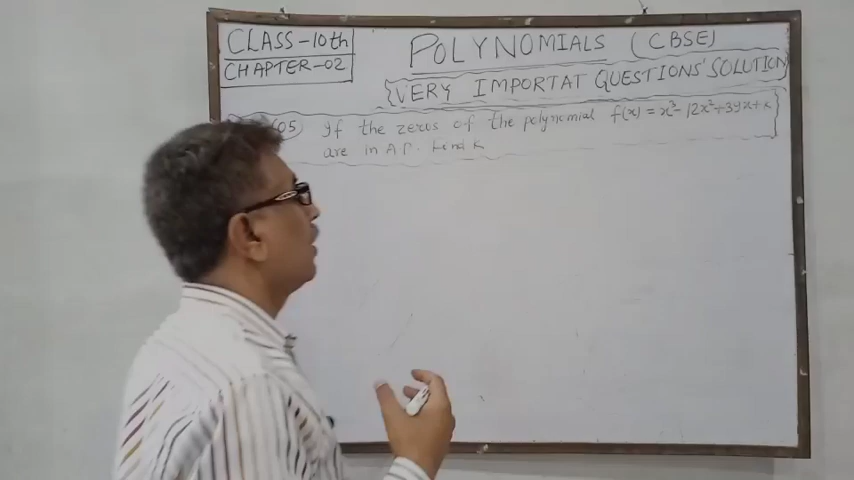 CLASS-10th
CHAPTER-02
POLYNOMIALS (CBSE)
{VERY IMPORTAT QUESTIONS' SOLUTION}
05 If the zeros of the polynomial f(x) = x³ - 12x² + 39x + k
are in A P. Find k